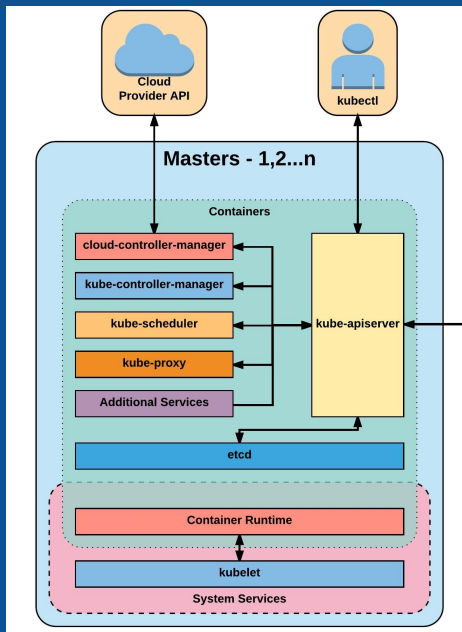 Cloud
Provider API
kubectl
Masters - 1,2...n
Containers
cloud-controller-manager
kube-controller-manager
kube-scheduler
kube-proxy
Additional Services
kube-apiserver
etcd
Container Runtime
kubelet
System Services